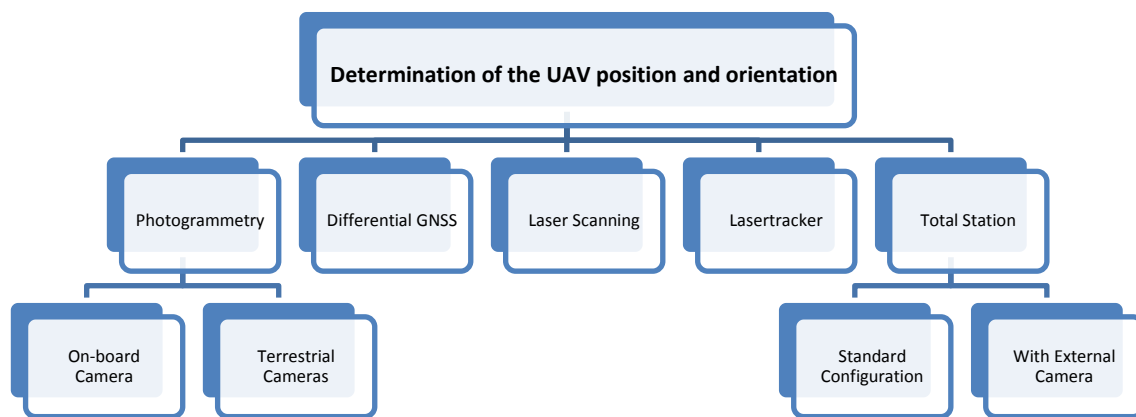 Determination of the UAV position and orientation
Photogrammetry
Differential GNSS
Laser Scanning
Lasertracker
Total Station
On-board
Camera
Terrestrial
Cameras
Standard
Configuration
With External
Camera